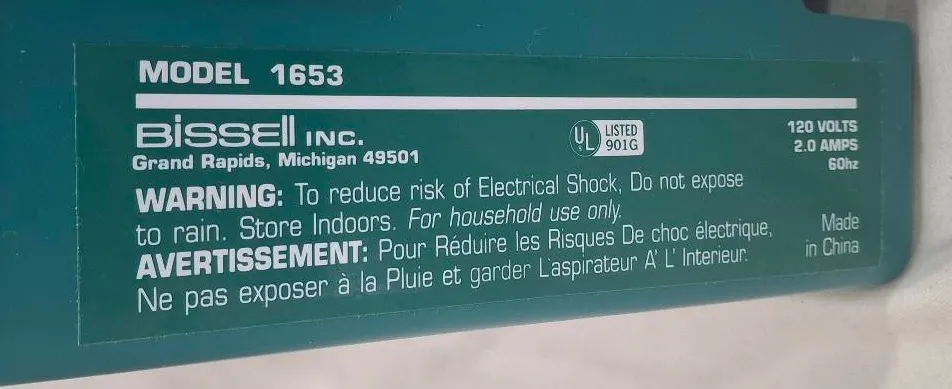 MODEL 1653
BISSELL INC.
Grand Rapids, Michigan 49501
UL LISTED
901G
120 VOLTS
2.0 AMPS
60hz
WARNING: To reduce risk of Electrical Shock, Do not expose
to rain. Store Indoors. For household use only.
AVERTISSEMENT: Pour Réduire les Risques De choc électrique,
Ne pas exposer à la Pluie et garder L'aspirateur A' L' Interieur.
Made
in China